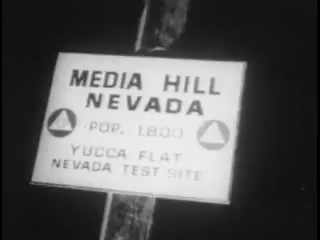 MEDIA HILL
NEVADA
POP. 1,800
YUCCA FLAT
NEVADA TEST SITE